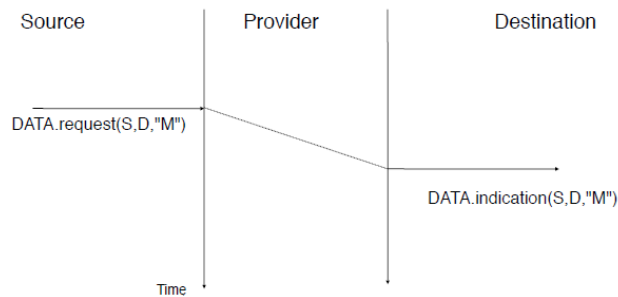 Source
Provider
Destination
DATA.request(S,D,"M")
DATA.indication(S,D,"M")
Time